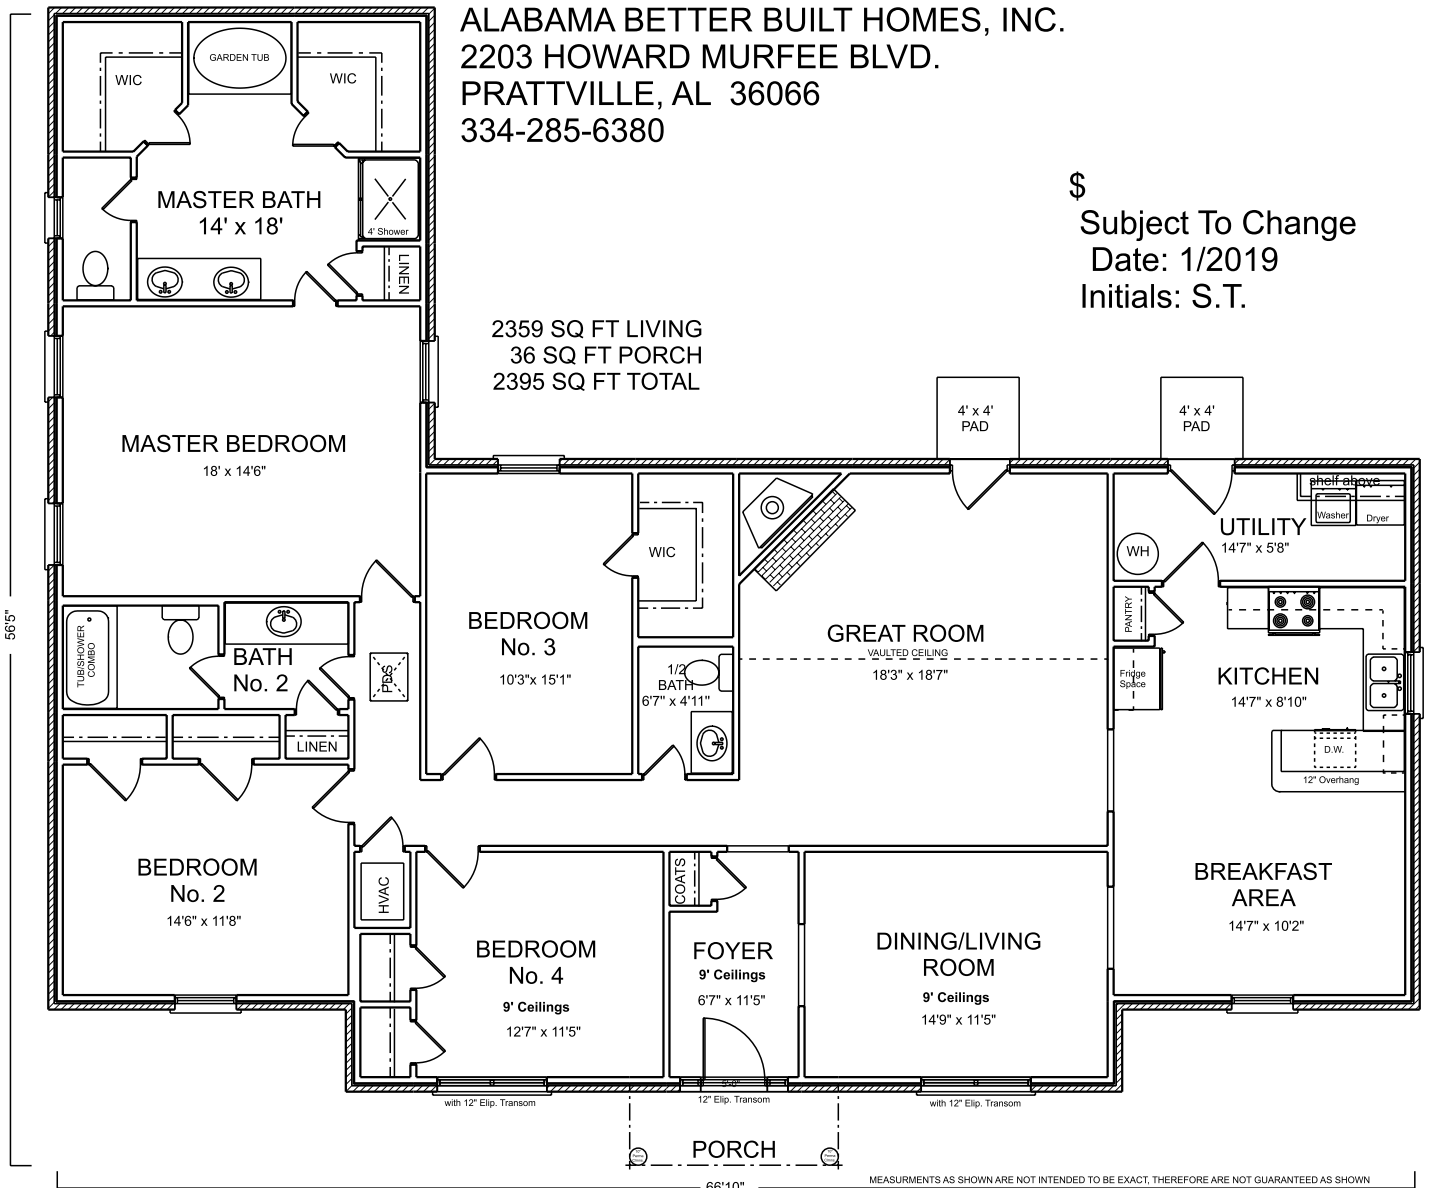 ALABAMA BETTER BUILT HOMES, INC.
2203 HOWARD MURFEE BLVD.
PRATTVILLE, AL 36066
334-285-6380
$
Subject To Change
Date: 1/2019
Initials: S.T.
2359 SQ FT LIVING
36 SQ FT PORCH
2395 SQ FT TOTAL
WIC
GARDEN TUB
WIC
MASTER BATH
14' x 18'
4' Shower
LINEN
MASTER BEDROOM
18' x 14'6"
4' x 4'
PAD
4' x 4'
PAD
56'5"
TUB/SHOWER
COMBO
BATH
No. 2
LINEN
PDS
BEDROOM
No. 3
10'3"x 15'1"
WIC
1/2
BATH
6'7" x 4'11"
GREAT ROOM
VAULTED CEILING
18'3" x 18'7"
shelf above
Washer
Dryer
UTILITY
14'7" x 5'8"
WH
PANTRY
Fridge
Space
KITCHEN
14'7" x 8'10"
D.W.
12" Overhang
BREAKFAST
AREA
14'7" x 10'2"
BEDROOM
No. 2
14'6" x 11'8"
HVAC
BEDROOM
No. 4
9' Ceilings
12'7" x 11'5"
COATS
FOYER
9' Ceilings
6'7" x 11'5"
DINING/LIVING
ROOM
9' Ceilings
14'9" x 11'5"
with 12" Elip. Transom
12" Elip. Transom
with 12" Elip. Transom
PORCH
MEASURMENTS AS SHOWN ARE NOT INTENDED TO BE EXACT, THEREFORE ARE NOT GUARANTEED AS SHOWN
66'10"